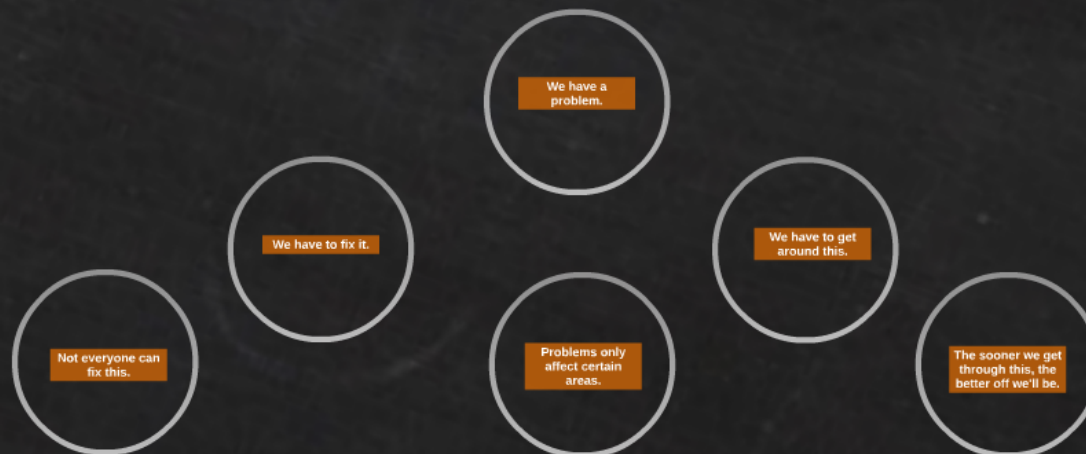 We have a
problem.
We have to fix it.
We have to get
around this.
Not everyone can
fix this.
Problems only
affect certain
areas.
The sooner we get
through this, the
better off we'll be.